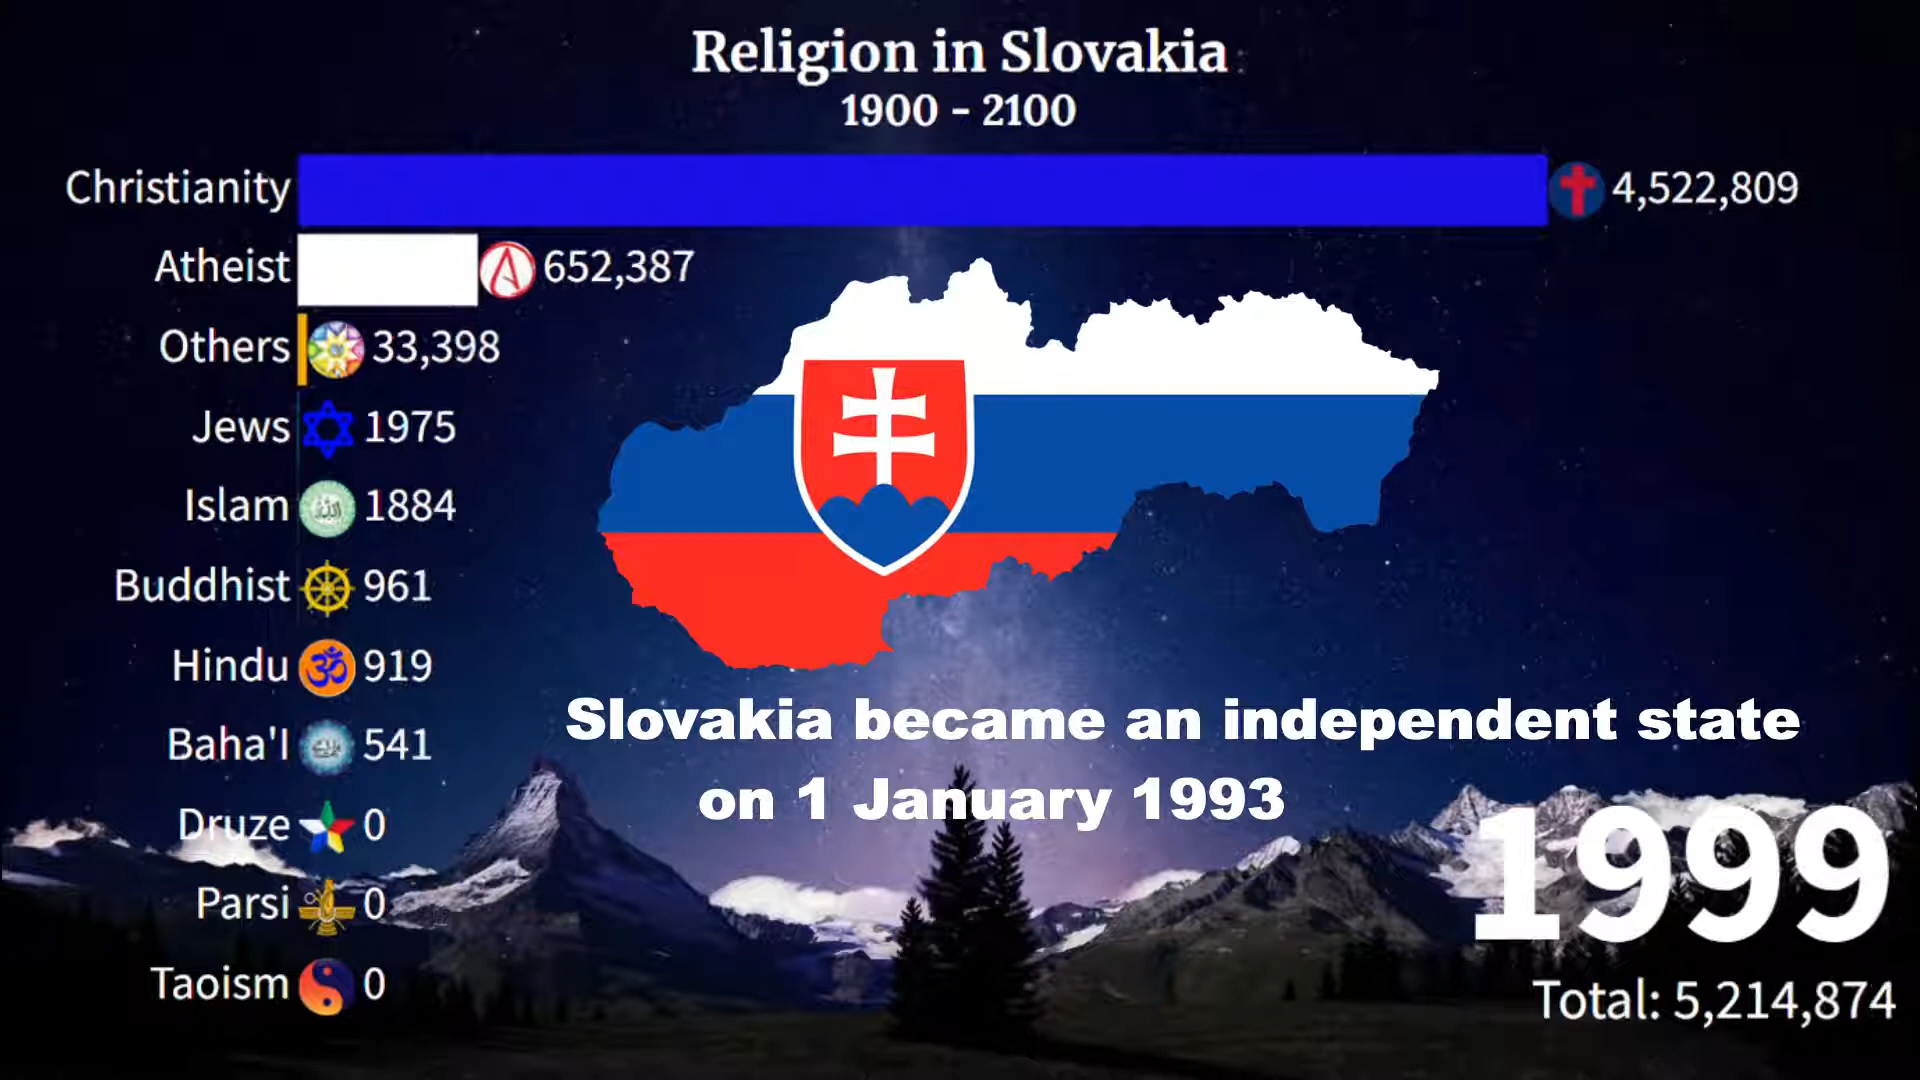 Religion in Slovakia
1900 - 2100
Christianity 4,522,809
Atheist 652,387
Others 33,398
Jews 1975
Islam 1884
Buddhist 961
Hindu 919
Baha'I 541
Druze 0
Parsi 0
Taoism 0
Slovakia became an independent state
on 1 January 1993
1999
Total: 5,214,874